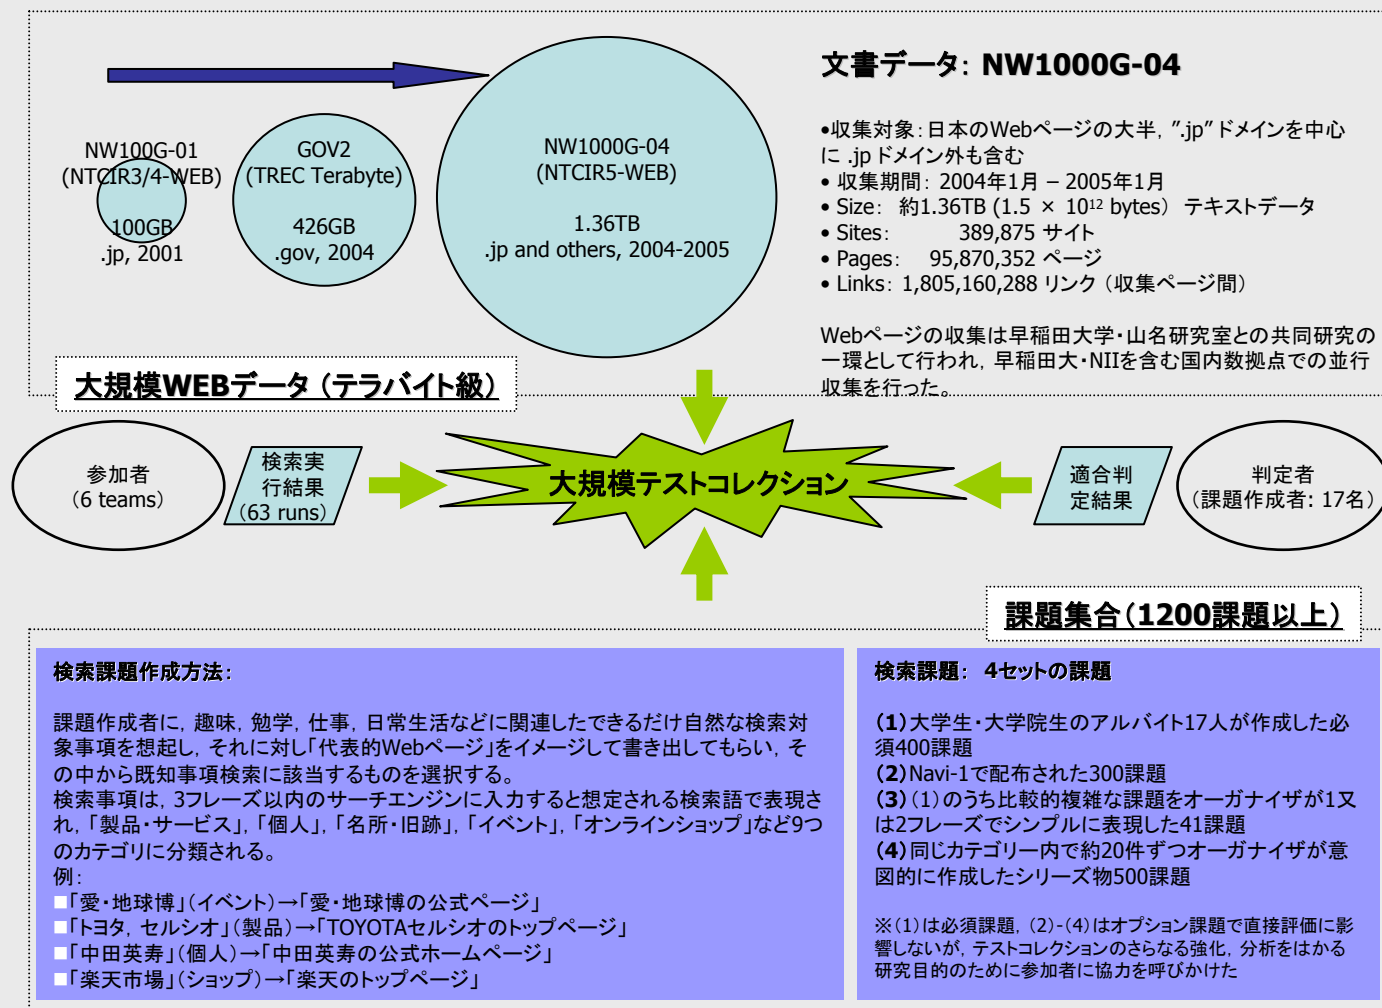 NW100G-01
(NTCIR3/4-WEB)
100GB
.jp, 2001
GOV2
(TREC Terabyte)
426GB
.gov, 2004
NW1000G-04
(NTCIR5-WEB)
1.36TB
.jp and others, 2004-2005
文書データ: NW1000G-04
•収集対象:日本のWebページの大半, ”.jp” ドメインを中心
に .jp ドメイン外も含む
• 収集期間: 2004年1月 – 2005年1月
• Size: 約1.36TB (1.5 × 10¹² bytes) テキストデータ
• Sites: 389,875 サイト
• Pages: 95,870,352 ページ
• Links: 1,805,160,288 リンク (収集ページ間)
Webページの収集は早稲田大学・山名研究室との共同研究の
一環として行われ, 早稲田大・NIIを含む国内数拠点での並行
収集を行った。
大規模WEBデータ (テラバイト級)
参加者
(6 teams)
検索実
行結果
(63 runs)
大規模テストコレクション
適合判
定結果
判定者
(課題作成者: 17名)
課題集合(1200課題以上)
検索課題作成方法:
課題作成者に, 趣味, 勉学, 仕事, 日常生活などに関連したできるだけ自然な検索対
象事項を想起し, それに対し「代表的Webページ」をイメージして書き出してもらい, そ
の中から既知事項検索に該当するものを選択する。
検索事項は, 3フレーズ以内のサーチエンジンに入力すると想定される検索語で表現さ
れ, 「製品・サービス」, 「個人」, 「名所・旧跡」, 「イベント」, 「オンラインショップ」など9つ
のカテゴリに分類される。
例:
■「愛・地球博」(イベント)→「愛・地球博の公式ページ」
■「トヨタ, セルシオ」(製品)→「TOYOTAセルシオのトップページ」
■「中田英寿」(個人)→「中田英寿の公式ホームページ」
■「楽天市場」(ショップ)→「楽天のトップページ」
検索課題: 4セットの課題
(1)大学生・大学院生のアルバイト17人が作成した必
須400課題
(2)Navi-1で配布された300課題
(3)(1)のうち比較的複雑な課題をオーガナイザが1又
は2フレーズでシンプルに表現した41課題
(4)同じカテゴリー内で約20件ずつオーガナイザが意
図的に作成したシリーズ物500課題
※(1)は必須課題, (2)-(4)はオプション課題で直接評価に影
響しないが, テストコレクションのさらなる強化, 分析をはかる
研究目的のために参加者に協力を呼びかけた